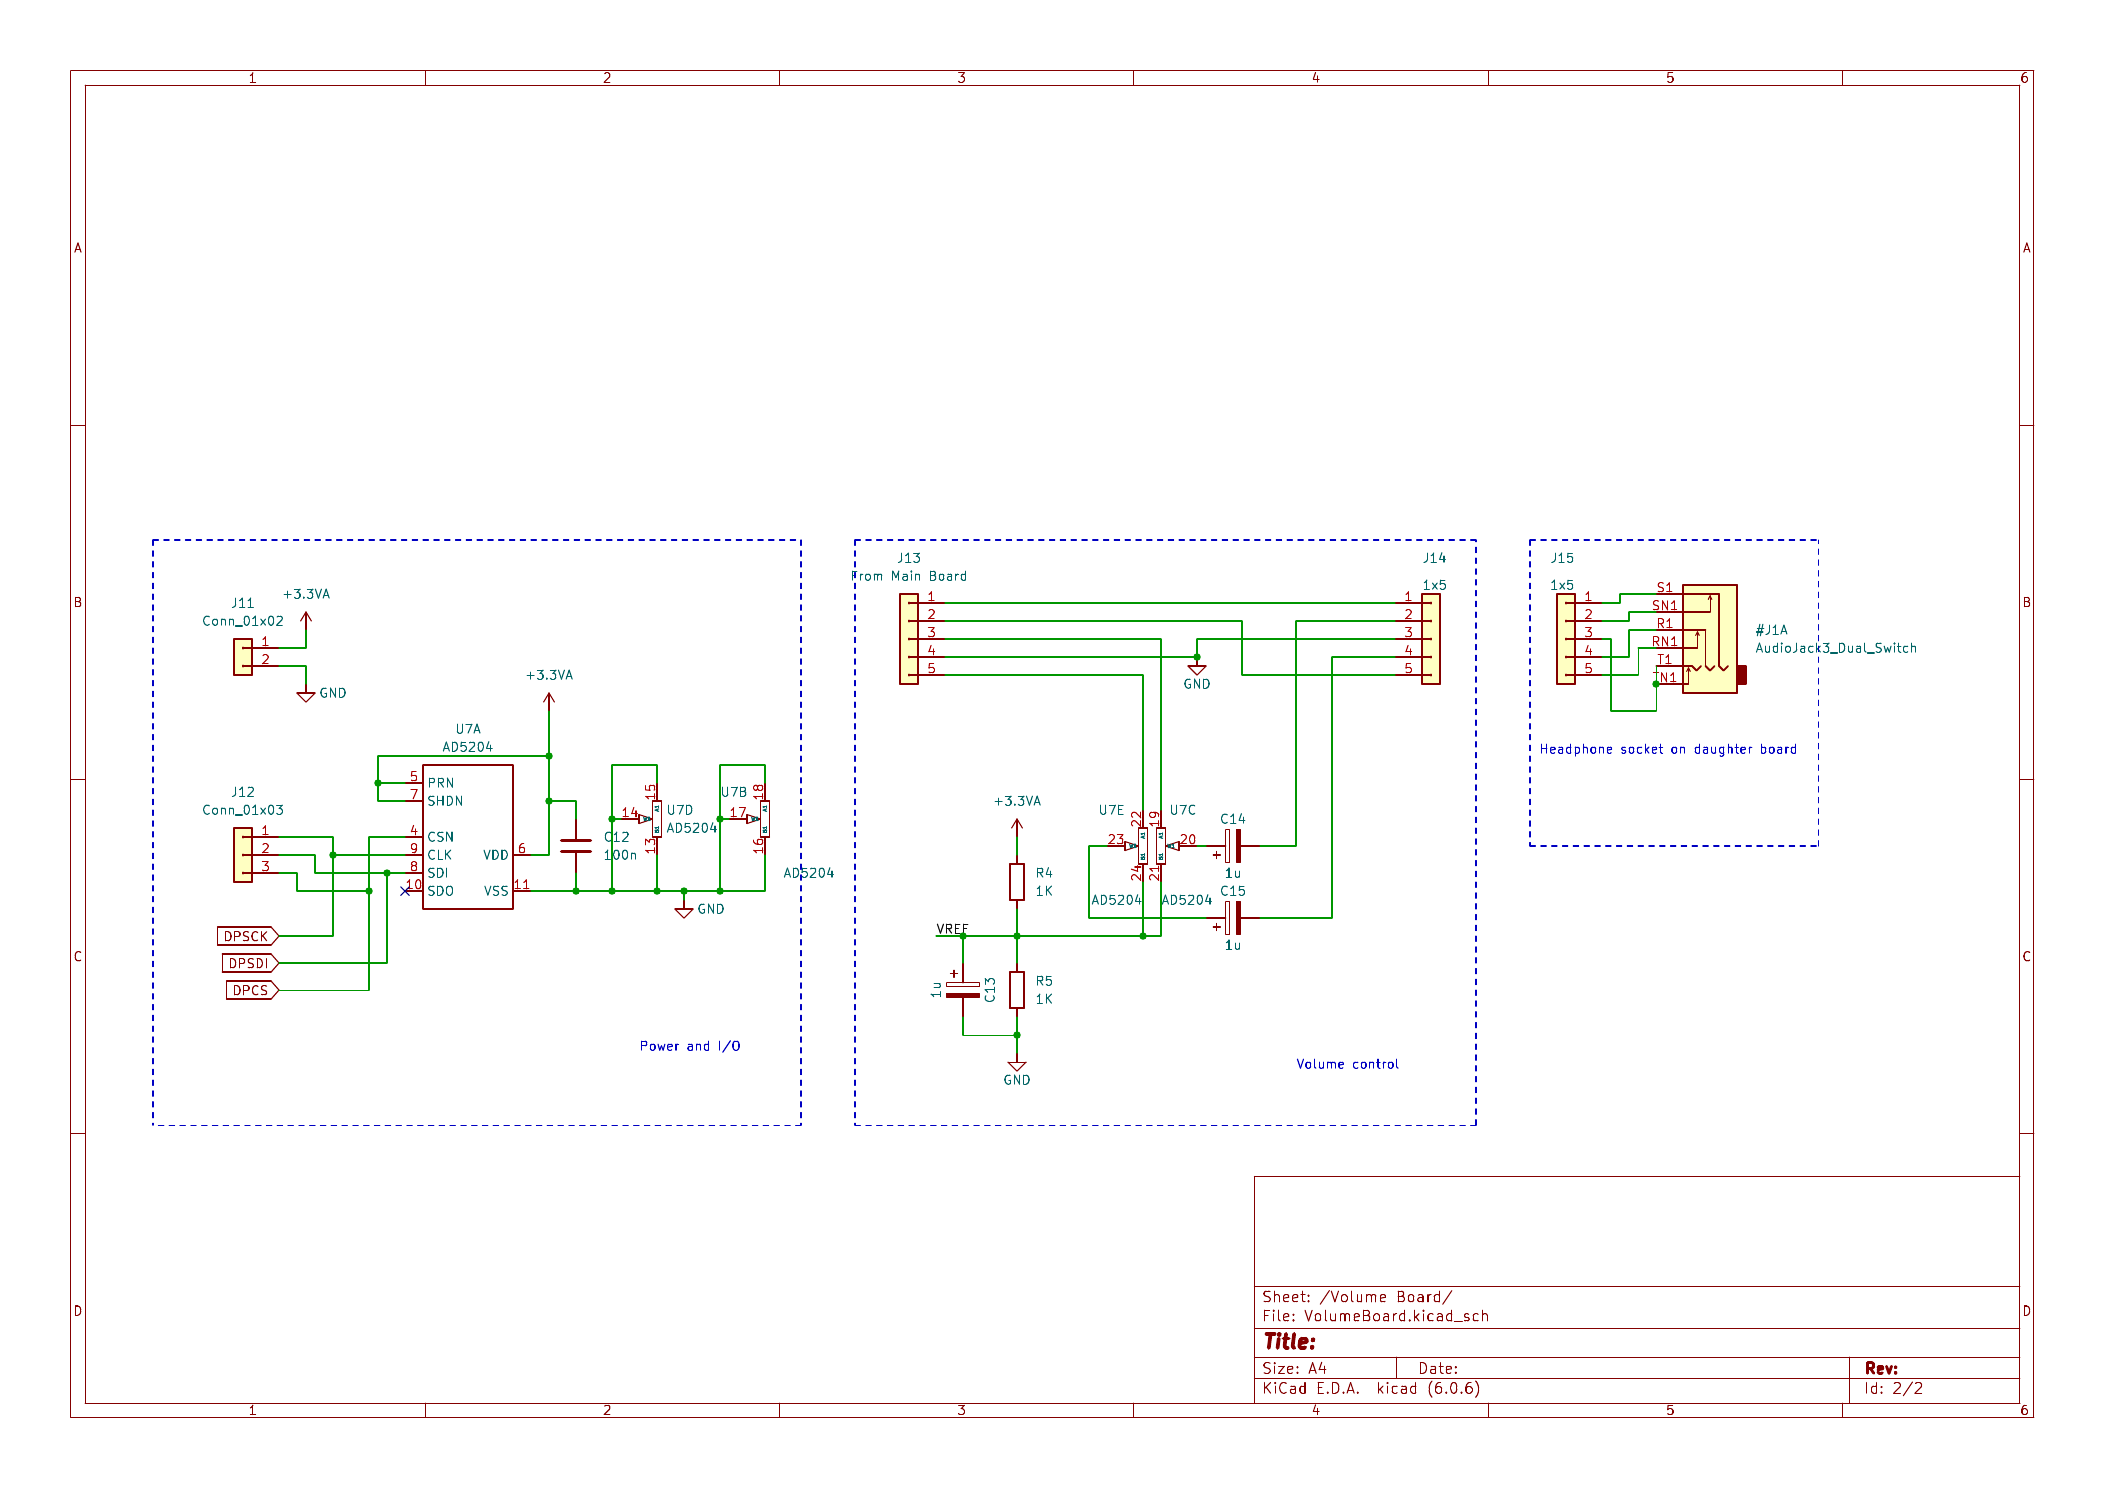 1 2 3 4 5 6
A A
B B
C C
D D
J11
Conn_01x02
1
2
+3.3VA
GND
+3.3VA
U7A
AD5204
5 PRN
7 SHDN
4 CSN
9 CLK
8 SDI
10 SDO
VDD 6
VSS 11
J12
Conn_01x03
1
2
3
DPSCK
DPSDI
DPCS
C12
100n
15
14
13
U7D
AD5204
U7B
18
17
16
AD5204
GND
Power and I/O
J13
From Main Board
1
2
3
4
5
J14
1x5
1
2
3
4
5
GND
+3.3VA
R4
1K
VREF
1u
C13
R5
1K
GND
U7E U7C
22 19
23 20
24 21
AD5204 AD5204
C14
1u
C15
1u
Volume control
J15
1x5
1
2
3
4
5
S1
SN1
R1
RN1
T1
TN1
#J1A
AudioJack3_Dual_Switch
Headphone socket on daughter board
Sheet: /Volume Board/
File: VolumeBoard.kicad_sch
Title:
Size: A4 Date: Rev:
KiCad E.D.A. kicad (6.0.6) Id: 2/2
1 2 3 4 5 6